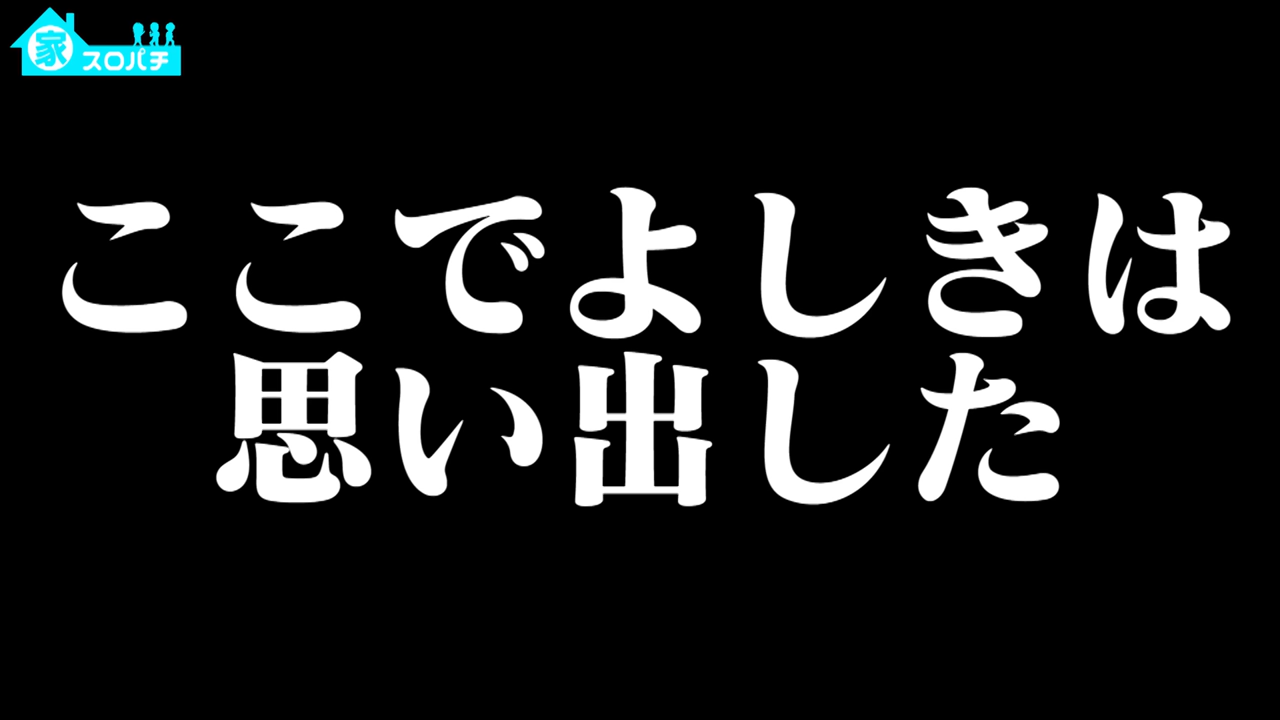 家スロパチ
ここでよしきは
思い出した